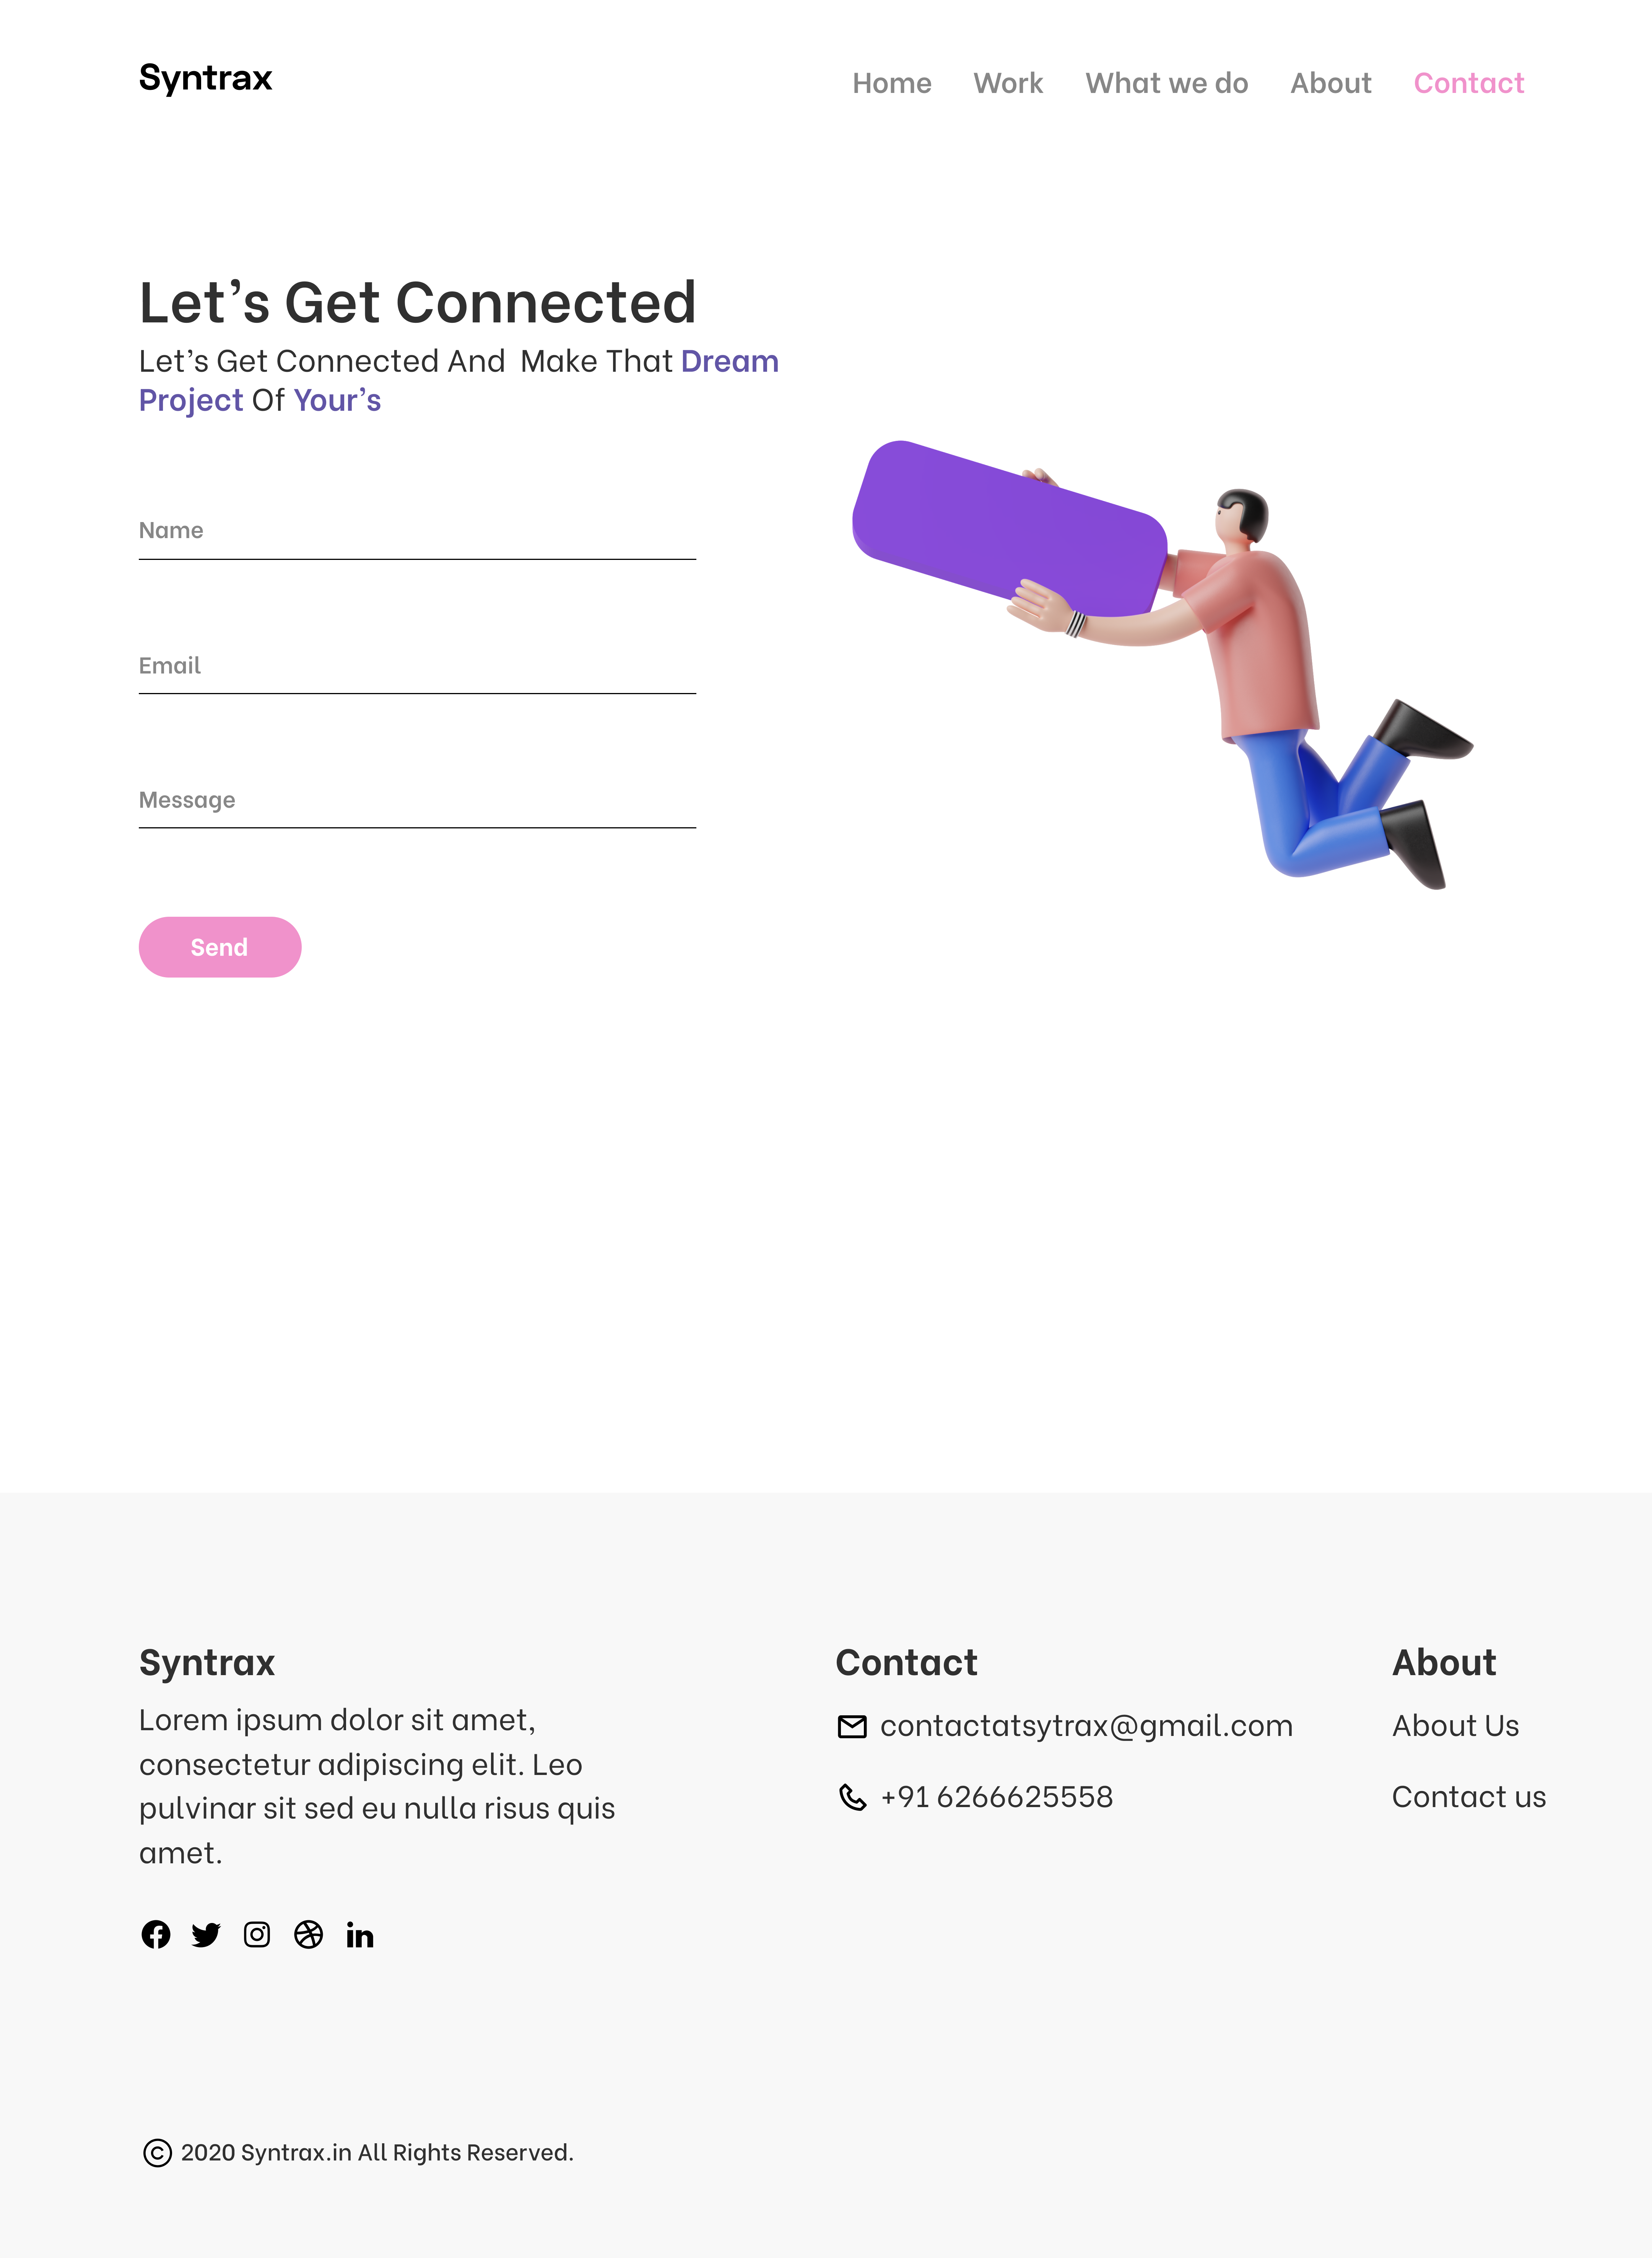 Syntrax
Home Work What we do About Contact
Let’s Get Connected
Let’s Get Connected And Make That Dream
Project Of Your’s
Name
Email
Message
Send
Syntrax
Lorem ipsum dolor sit amet,
consectetur adipiscing elit. Leo
pulvinar sit sed eu nulla risus quis
amet.
Contact
contactatsytrax@gmail.com
+91 6266625558
About
About Us
Contact us
© 2020 Syntrax.in All Rights Reserved.